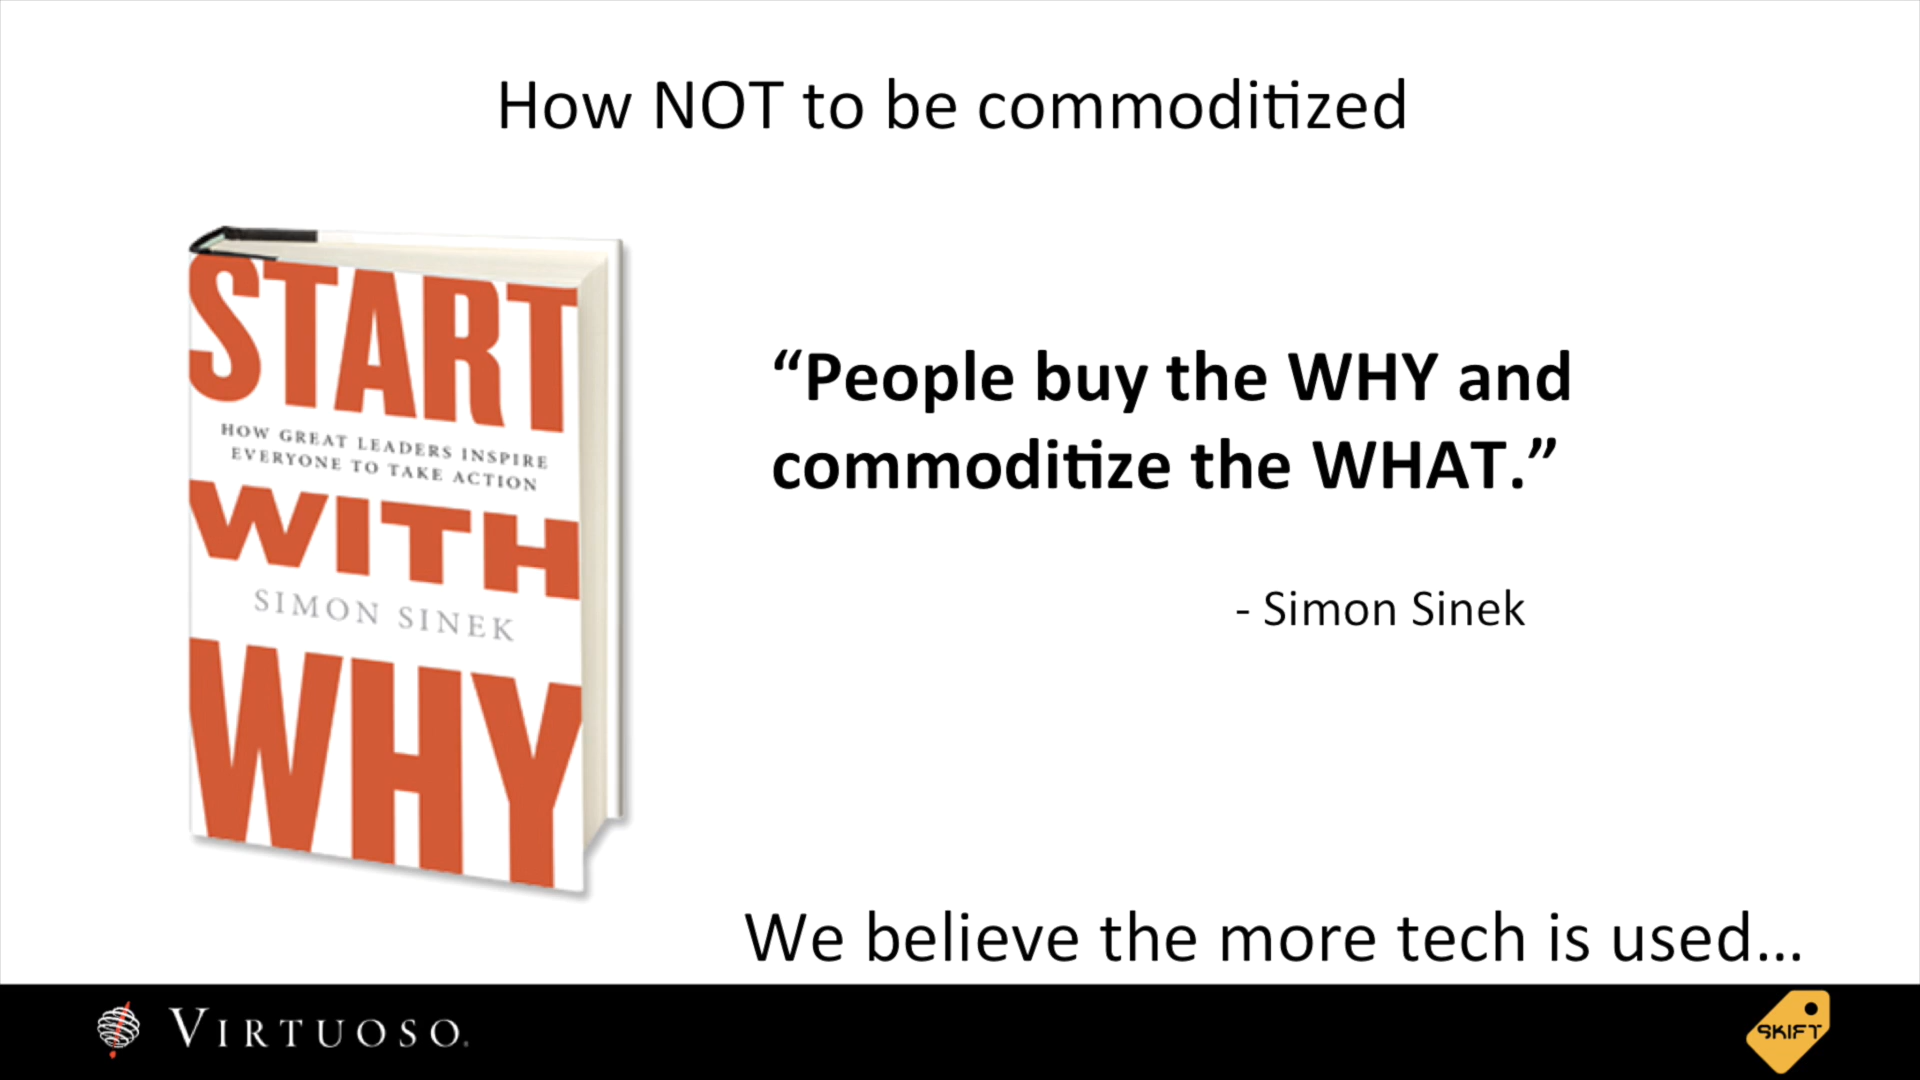 How NOT to be commoditized
START
HOW GREAT LEADERS INSPIRE
EVERYONE TO TAKE ACTION
WITH
SIMON SINEK
WHY
“People buy the WHY and
commoditize the WHAT.”
- Simon Sinek
We believe the more tech is used...
VIRTUOSO.
SKIFT